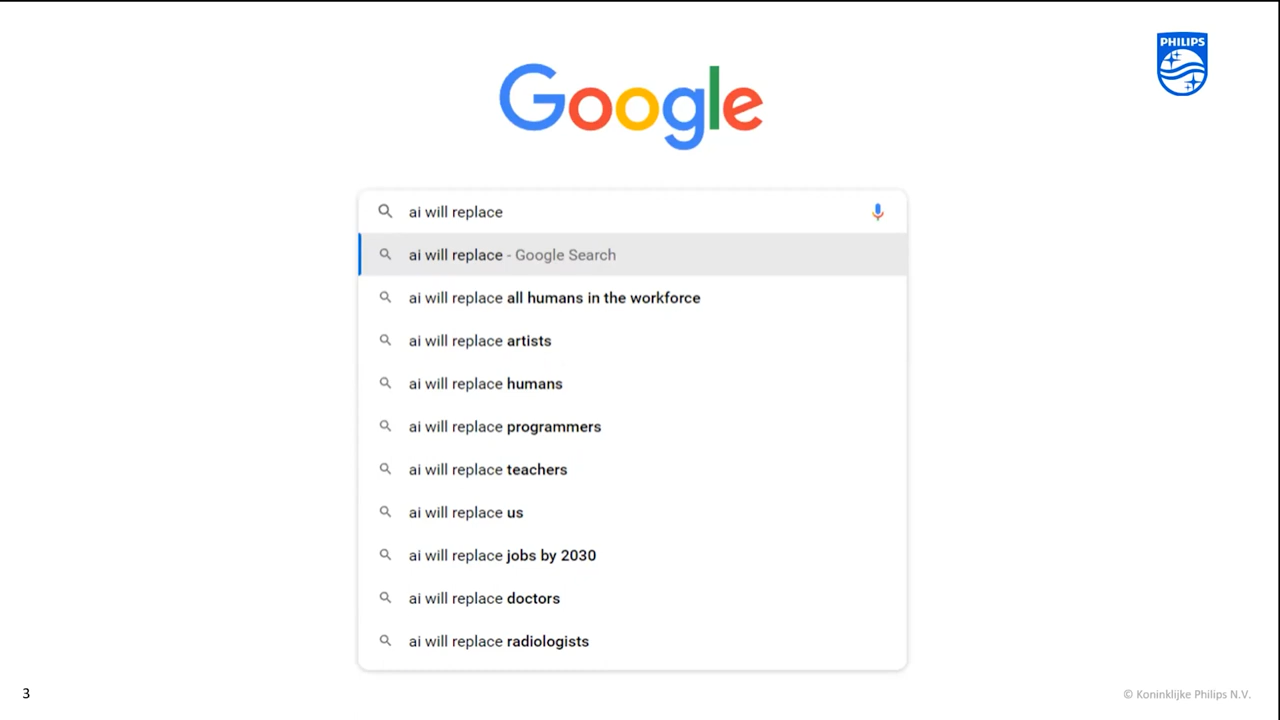 PHILIPS
Google
ai will replace
ai will replace - Google Search
ai will replace all humans in the workforce
ai will replace artists
ai will replace humans
ai will replace programmers
ai will replace teachers
ai will replace us
ai will replace jobs by 2030
ai will replace doctors
ai will replace radiologists
3
© Koninklijke Philips N.V.